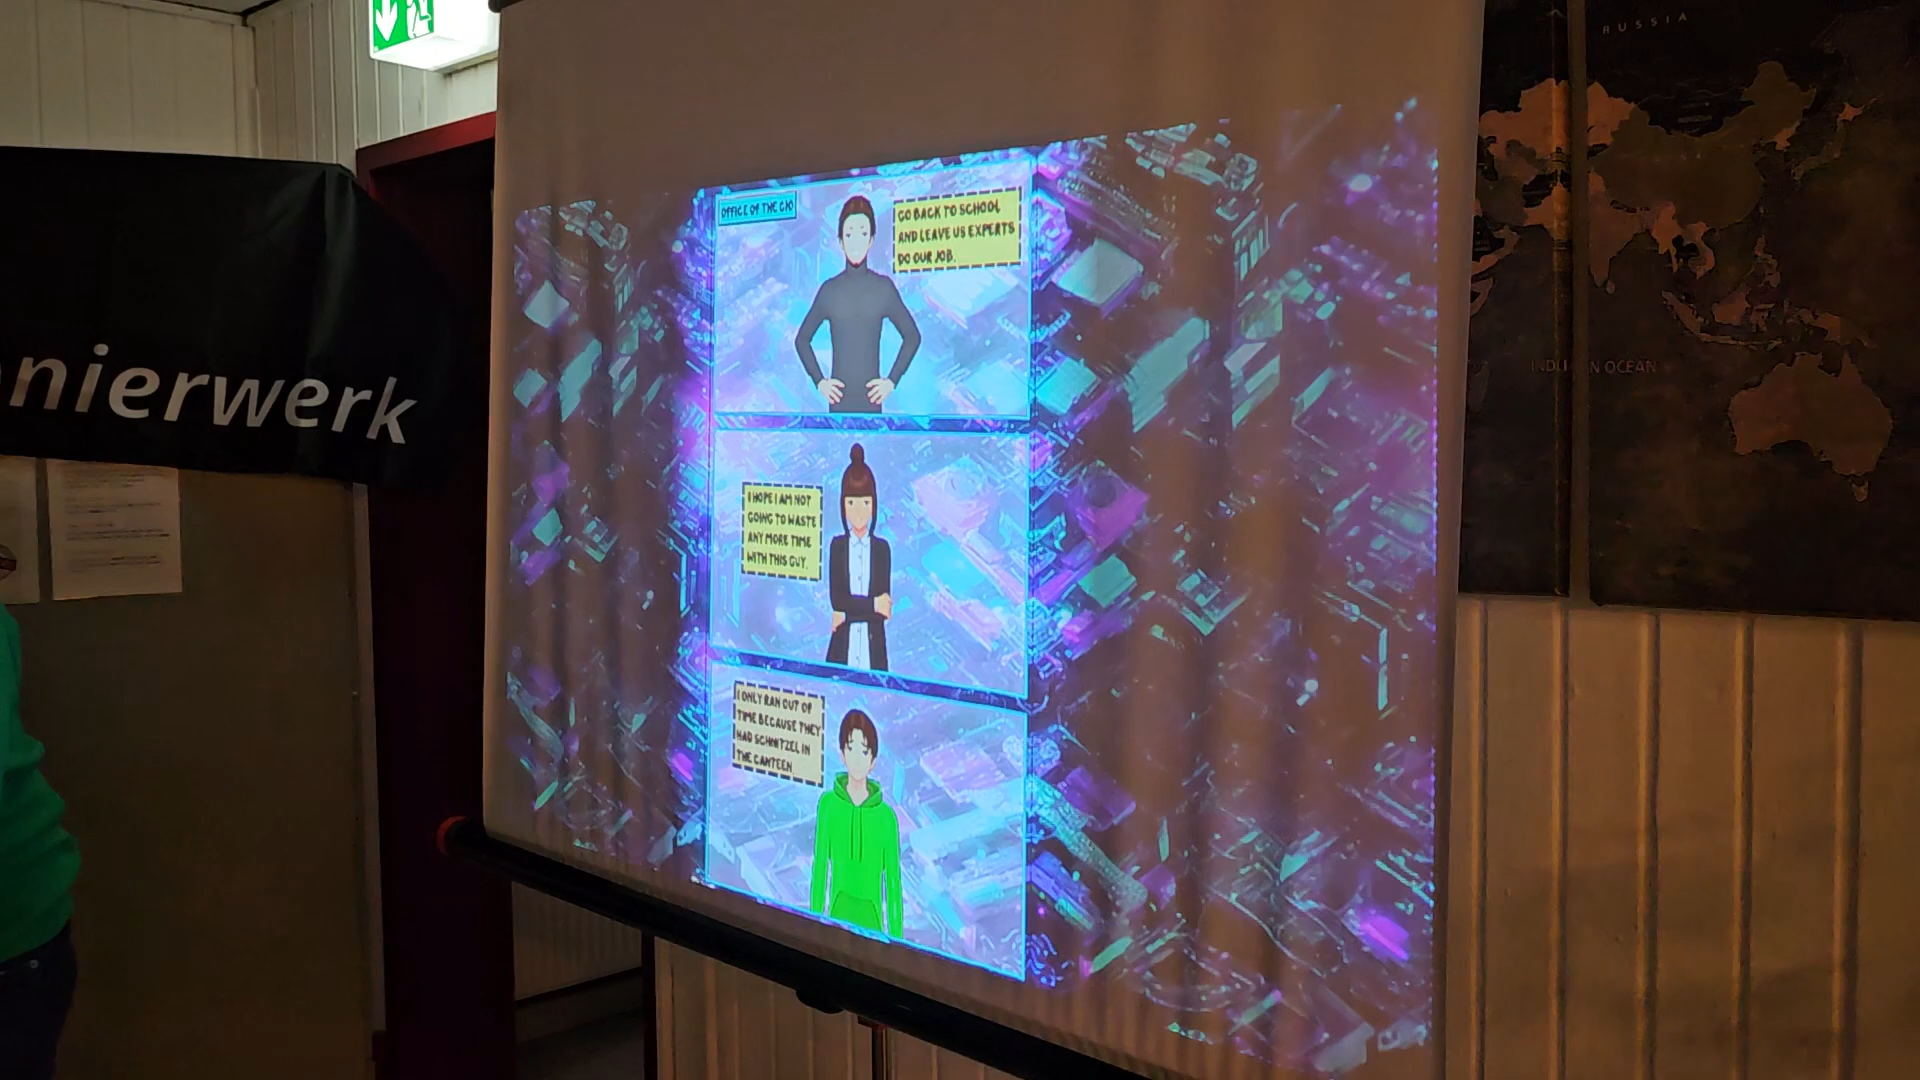 nierwerk
OFFICE OF THE CIO
GO BACK TO SCHOOL
AND LEAVE US EXPERTS
DO OUR JOB.
I HOPE I AM NOT
GOING TO WASTE
ANY MORE TIME
WITH THIS GUY.
I ONLY RAN OUT OF
TIME BECAUSE THEY
HAD SCHNITZEL IN
THE CANTEEN
RUSSIA
INDIAN OCEAN